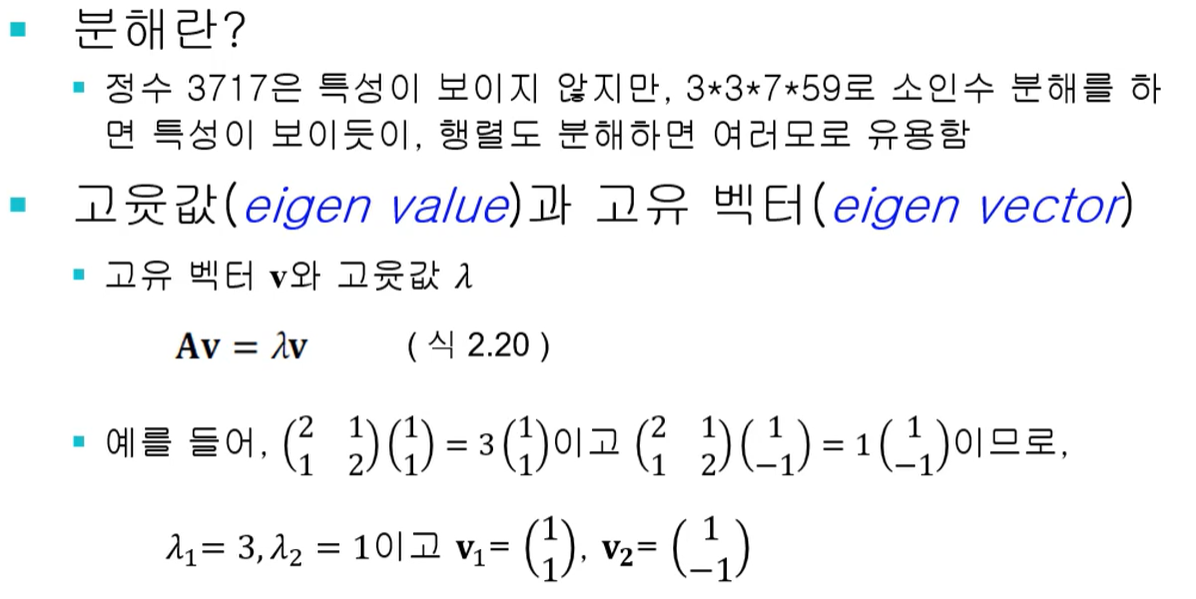 분해란?
정수 3717은 특성이 보이지 않지만, 3*3*7*59로 소인수 분해를 하
면 특성이 보이듯이, 행렬도 분해하면 여러모로 유용함
고윳값(eigen value)과 고유 벡터(eigen vector)
고유 벡터 v와 고윳값 λ
Av = λv ( 식 2.20 )
예를 들어, (2 1; 1 2)(1; 1) = 3(1; 1)이고 (2 1; 1 2)(1; −1) = 1(1; −1)이므로,
λ₁= 3, λ₂ = 1이고 v₁= (1; 1), v₂= (1; −1)